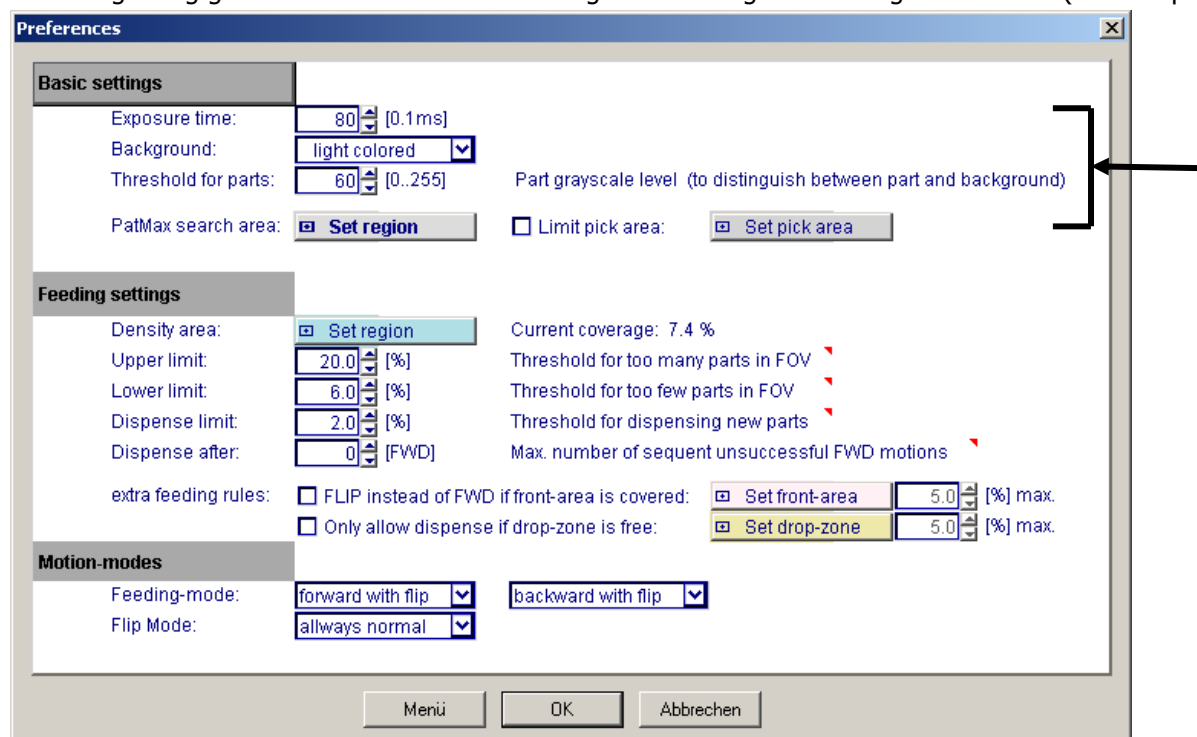 Preferences
Basic settings
Exposure time: 80 [0.1ms]
Background: light colored
Threshold for parts: 60 [0..255] Part grayscale level (to distinguish between part and background)
PatMax search area: Set region Limit pick area: Set pick area
Feeding settings
Density area: Set region Current coverage: 7.4 %
Upper limit: 20.0 [%] Threshold for too many parts in FOV
Lower limit: 6.0 [%] Threshold for too few parts in FOV
Dispense limit: 2.0 [%] Threshold for dispensing new parts
Dispense after: 0 [FWD] Max. number of sequent unsuccessful FWD motions
extra feeding rules: FLIP instead of FWD if front-area is covered: Set front-area 5.0 [%] max.
Only allow dispense if drop-zone is free: Set drop-zone 5.0 [%] max.
Motion-modes
Feeding-mode: forward with flip backward with flip
Flip Mode: allways normal
Menü OK Abbrechen